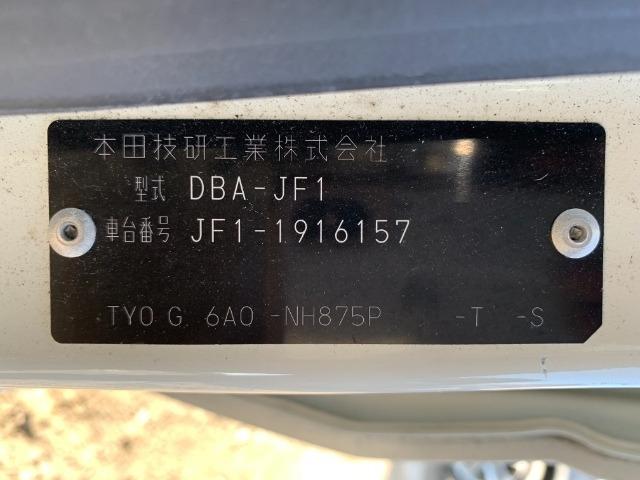 本田技研工業株式会社
型式 DBA-JF1
車台番号 JF1-1916157
TY0 G 6A0 -NH875P -T -S